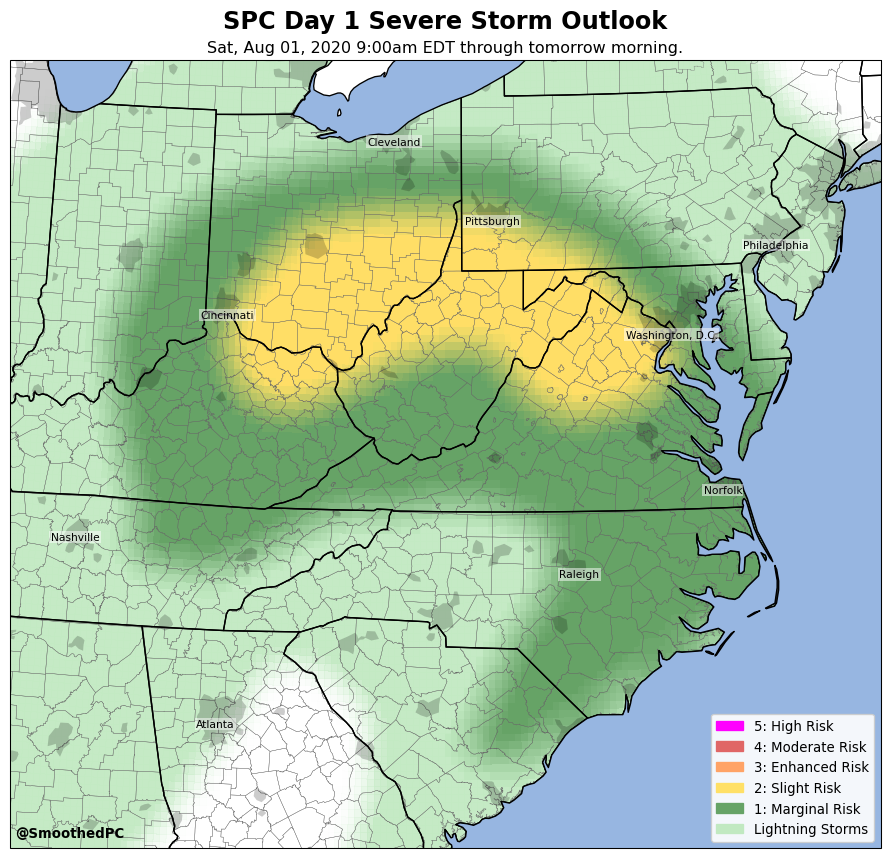 SPC Day 1 Severe Storm Outlook
Sat, Aug 01, 2020 9:00am EDT through tomorrow morning.
Cleveland
Pittsburgh
Philadelphia
Cincinnati
Washington, D.C.
Norfolk
Nashville
Raleigh
Atlanta
5: High Risk
4: Moderate Risk
3: Enhanced Risk
2: Slight Risk
1: Marginal Risk
Lightning Storms
@SmoothedPC